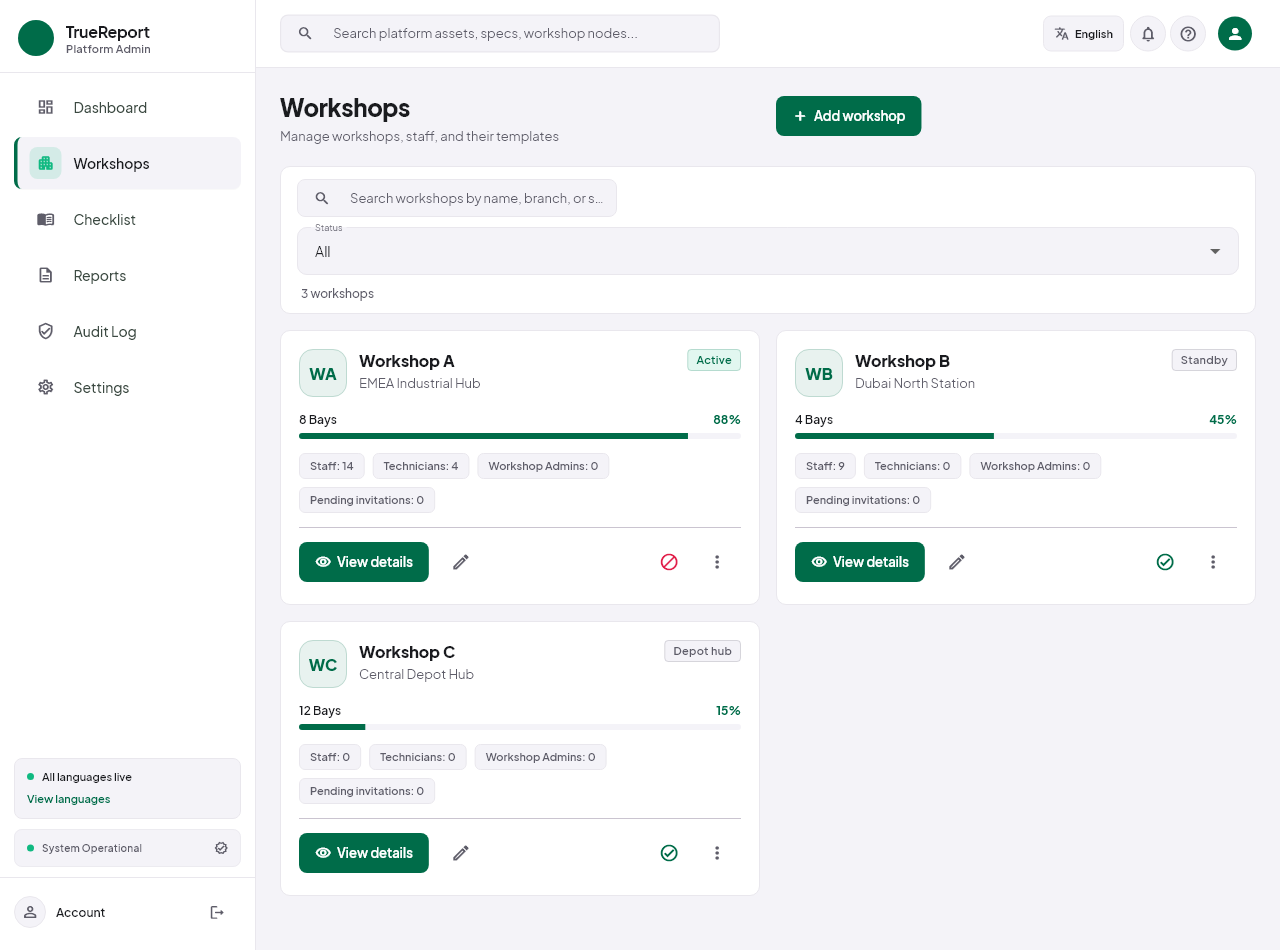 TrueReport
Platform Admin
Search platform assets, specs, workshop nodes...
English
Dashboard
Workshops
Checklist
Reports
Audit Log
Settings
All languages live
View languages
System Operational
Account
Workshops
Manage workshops, staff, and their templates
Add workshop
Search workshops by name, branch, or s...
Status
All
3 workshops
WA
Workshop A
EMEA Industrial Hub
Active
8 Bays
88%
Staff: 14
Technicians: 4
Workshop Admins: 0
Pending invitations: 0
View details
WB
Workshop B
Dubai North Station
Standby
4 Bays
45%
Staff: 9
Technicians: 0
Workshop Admins: 0
Pending invitations: 0
View details
WC
Workshop C
Central Depot Hub
Depot hub
12 Bays
15%
Staff: 0
Technicians: 0
Workshop Admins: 0
Pending invitations: 0
View details